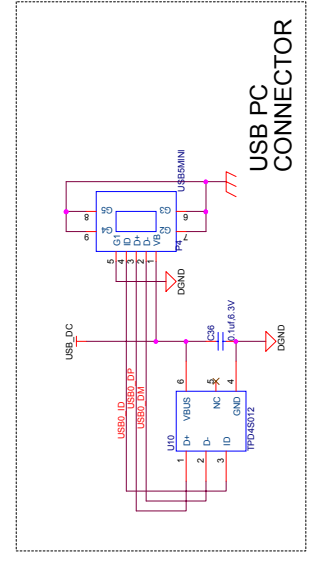 USB PC
CONNECTOR
USB5MINI
P4
G5
G4
G3
G2
8
9
6
7
G1
ID
D+
D-
VB
5
4
3
2
1
DGND
USB_DC
USB0_ID
USB0_DP
USB0_DM
C36
0.1uf,6.3V
DGND
U10
TPD4S012
D+
D-
ID
VBUS
NC
GND
1
2
3
6
5
4